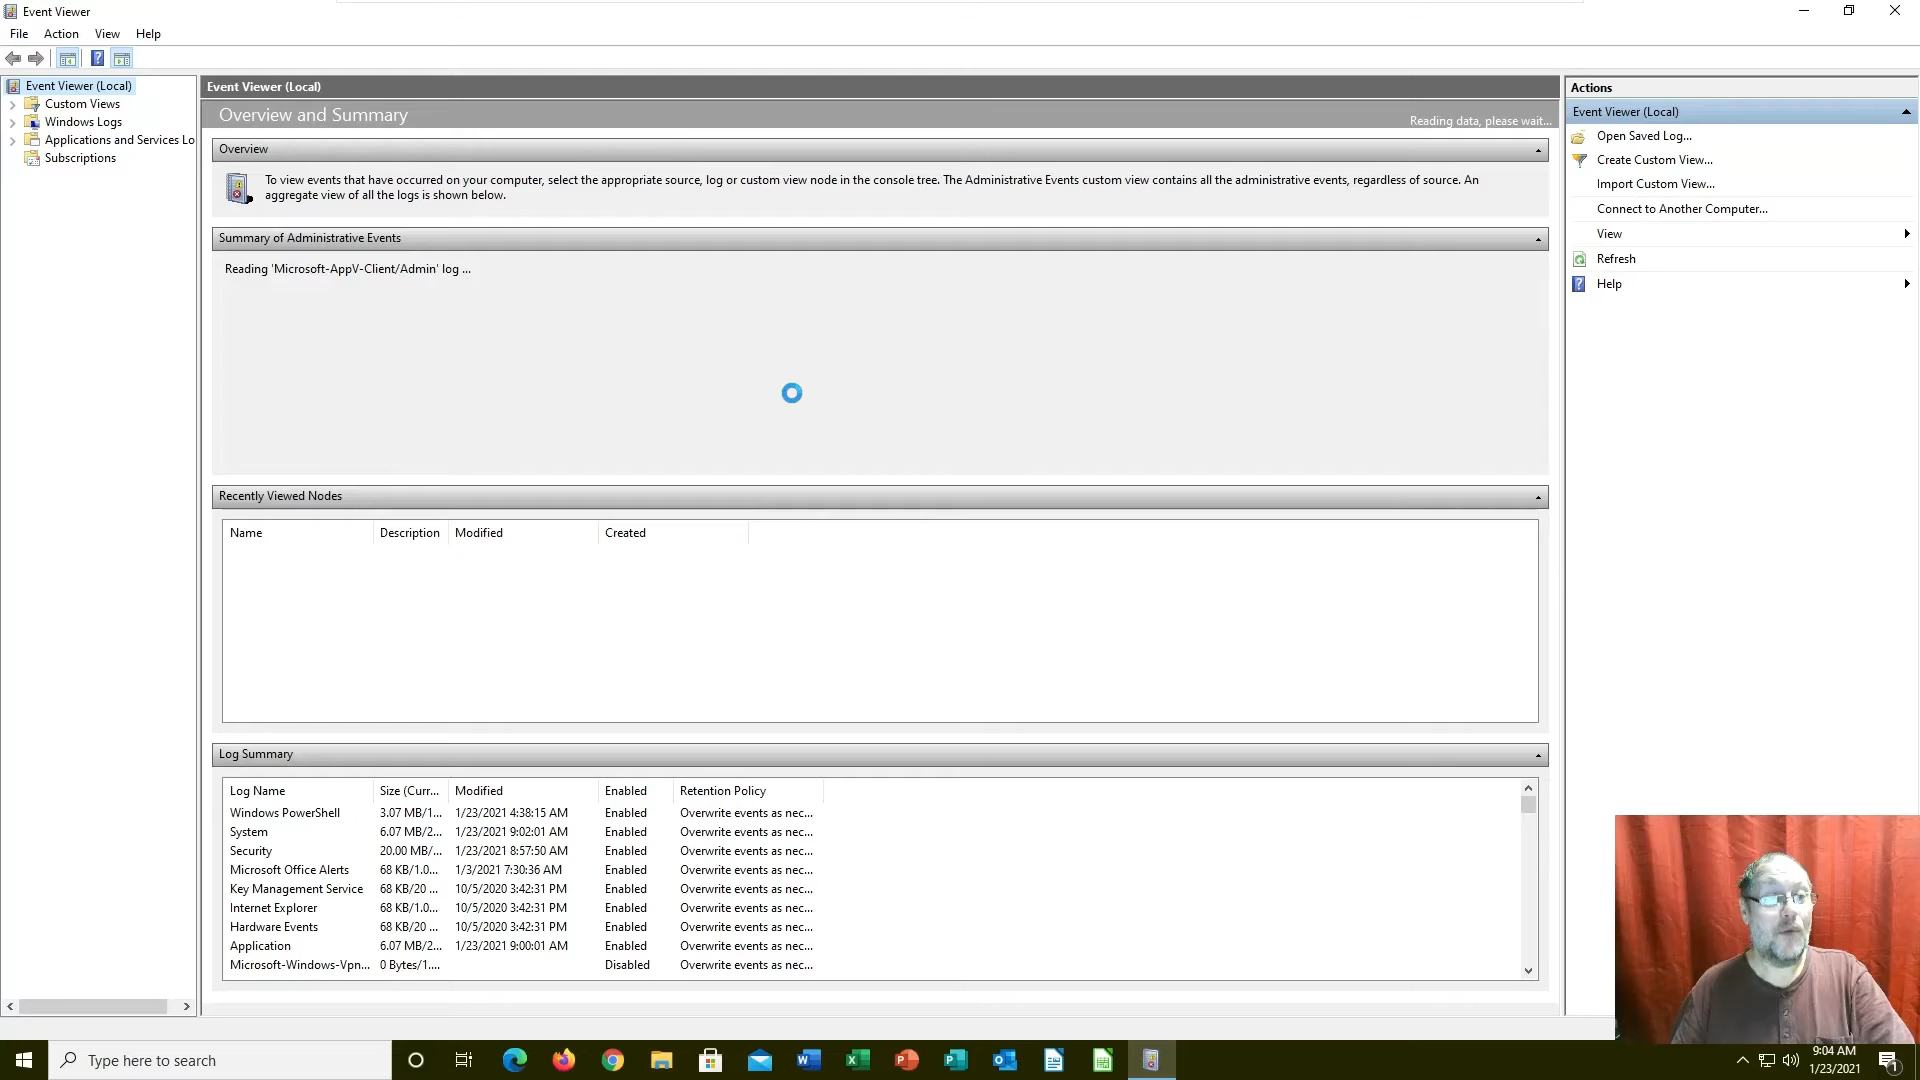 Event Viewer
File Action View Help
Event Viewer (Local)
Custom Views
Windows Logs
Applications and Services Lo
Subscriptions
Event Viewer (Local)
Overview and Summary
Reading data, please wait...
Overview
To view events that have occurred on your computer, select the appropriate source, log or custom view node in the console tree. The Administrative Events custom view contains all the administrative events, regardless of source. An
aggregate view of all the logs is shown below.
Summary of Administrative Events
Reading 'Microsoft-AppV-Client/Admin' log ...
Recently Viewed Nodes
Name Description Modified Created
Log Summary
Log Name Size (Curr... Modified Enabled Retention Policy
Windows PowerShell 3.07 MB/1... 1/23/2021 4:38:15 AM Enabled Overwrite events as nec...
System 6.07 MB/2... 1/23/2021 9:02:01 AM Enabled Overwrite events as nec...
Security 20.00 MB/... 1/23/2021 8:57:50 AM Enabled Overwrite events as nec...
Microsoft Office Alerts 68 KB/1.0... 1/3/2021 7:30:36 AM Enabled Overwrite events as nec...
Key Management Service 68 KB/20 ... 10/5/2020 3:42:31 PM Enabled Overwrite events as nec...
Internet Explorer 68 KB/1.0... 10/5/2020 3:42:31 PM Enabled Overwrite events as nec...
Hardware Events 68 KB/20 ... 10/5/2020 3:42:31 PM Enabled Overwrite events as nec...
Application 6.07 MB/2... 1/23/2021 9:00:01 AM Enabled Overwrite events as nec...
Microsoft-Windows-Vpn... 0 Bytes/1.... Disabled Overwrite events as nec...
Actions
Event Viewer (Local)
Open Saved Log...
Create Custom View...
Import Custom View...
Connect to Another Computer...
View
Refresh
Help
Type here to search
9:04 AM
1/23/2021
1